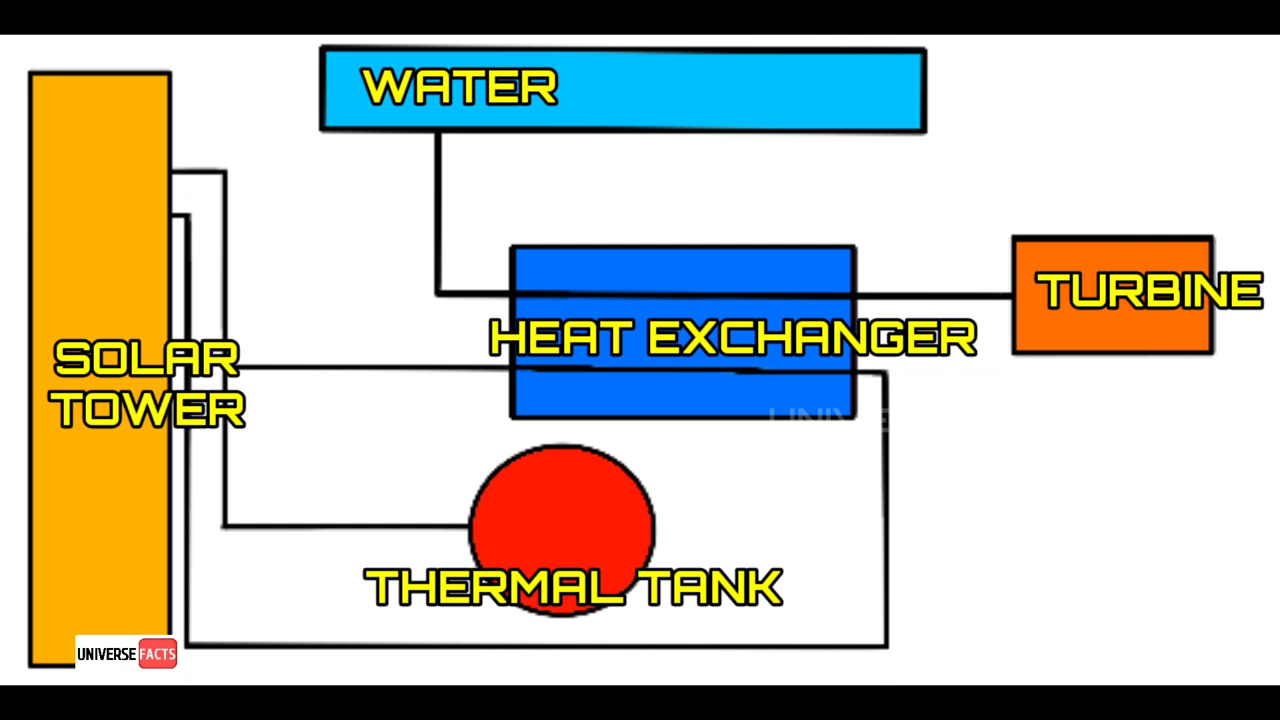 WATER
TURBINE
HEAT EXCHANGER
SOLAR
TOWER
THERMAL TANK
UNIVERSE FACTS